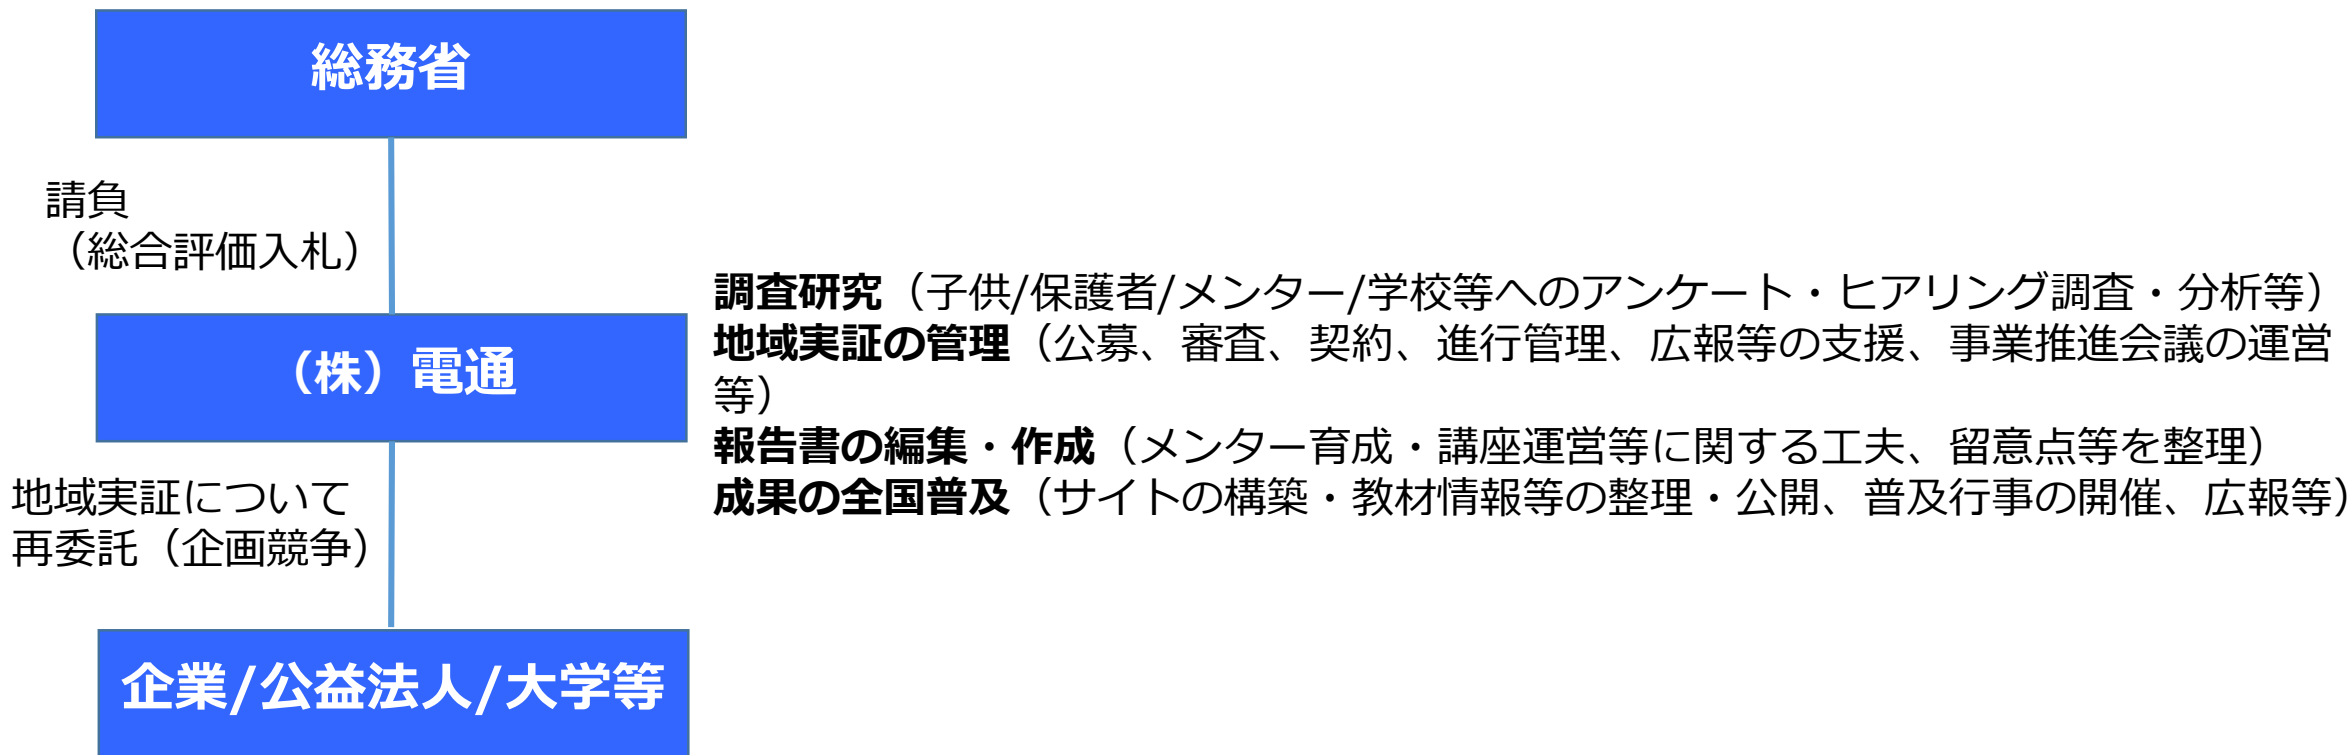 総務省
請負
（総合評価入札）
（株）電通
調査研究（子供/保護者/メンター/学校等へのアンケート・ヒアリング調査・分析等）
地域実証の管理（公募、審査、契約、進行管理、広報等の支援、事業推進会議の運営
等）
報告書の編集・作成（メンター育成・講座運営等に関する工夫、留意点等を整理）
成果の全国普及（サイトの構築・教材情報等の整理・公開、普及行事の開催、広報等）
地域実証について
再委託（企画競争）
企業/公益法人/大学等